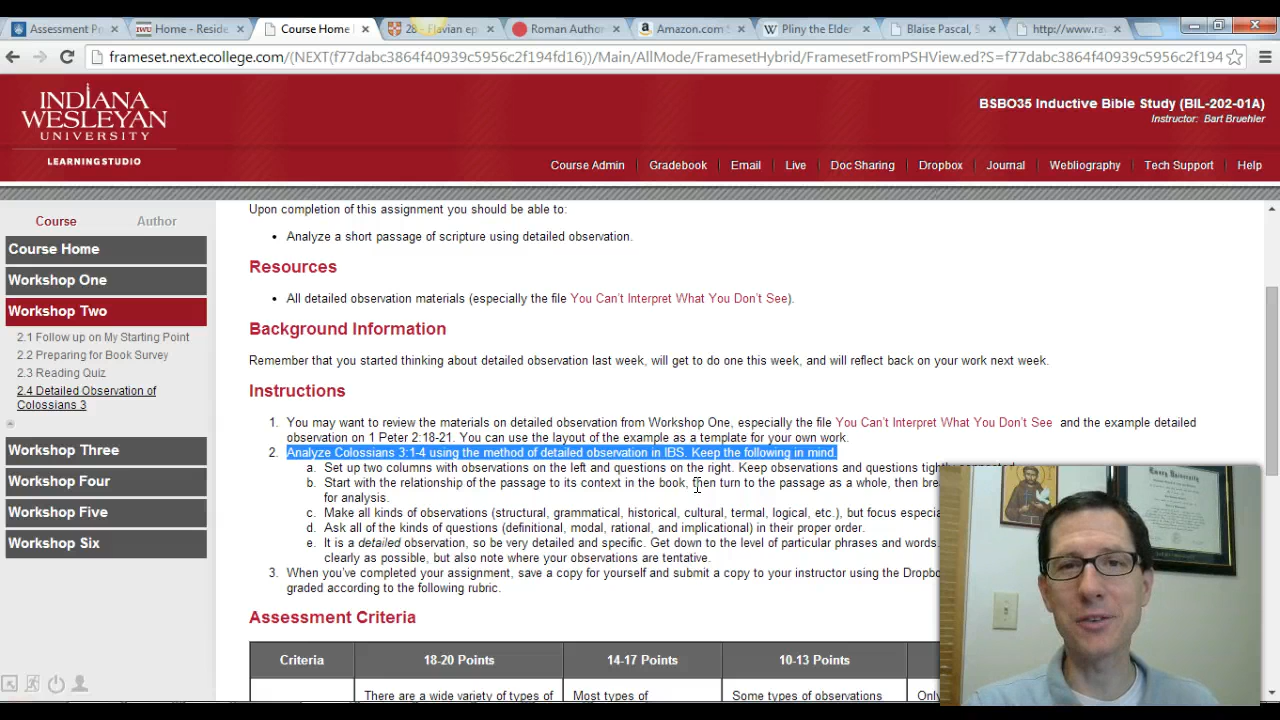 Assessment P
Home - Reside
Course Home
28 - Flavian ep
Roman Autho
Amazon.com
Pliny the Elder
Blaise Pascal, 5
http://www.ra
frameset.next.ecollege.com/(NEXT(f77dabc3864f40939c5956c2f194fd16))/Main/AllMode/FramesetHybrid/FramesetFromPSHView.ed?S=f77dabc3864f40939c5956c2f194
INDIANA
WESLEYAN
UNIVERSITY
LEARNINGSTUDIO
BSBO35 Inductive Bible Study (BIL-202-01A)
Instructor: Bart Bruehler
Course Admin Gradebook Email Live Doc Sharing Dropbox Journal Webliography Tech Support Help
Course Author
Course Home
Workshop One
Workshop Two
2.1 Follow up on My Starting Point
2.2 Preparing for Book Survey
2.3 Reading Quiz
2.4 Detailed Observation of
Colossians 3
Workshop Three
Workshop Four
Workshop Five
Workshop Six
Upon completion of this assignment you should be able to:
• Analyze a short passage of scripture using detailed observation.
Resources
• All detailed observation materials (especially the file You Can't Interpret What You Don't See).
Background Information
Remember that you started thinking about detailed observation last week, will get to do one this week, and will reflect back on your work next week.
Instructions
1. You may want to review the materials on detailed observation from Workshop One, especially the file You Can't Interpret What You Don't See and the example detailed
observation on 1 Peter 2:18-21. You can use the layout of the example as a template for your own work.
2. Analyze Colossians 3:1-4 using the method of detailed observation in IBS. Keep the following in mind.
a. Set up two columns with observations on the left and questions on the right. Keep observations and questions tightly
b. Start with the relationship of the passage to its context in the book, then turn to the passage as a whole, then bre
for analysis.
c. Make all kinds of observations (structural, grammatical, historical, cultural, termal, logical, etc.), but focus especia
d. Ask all of the kinds of questions (definitional, modal, rational, and implicational) in their proper order.
e. It is a detailed observation, so be very detailed and specific. Get down to the level of particular phrases and words
clearly as possible, but also note where your observations are tentative.
3. When you've completed your assignment, save a copy for yourself and submit a copy to your instructor using the Dropbo
graded according to the following rubric.
Assessment Criteria
Criteria 18-20 Points 14-17 Points 10-13 Points
There are a wide variety of types of Most types of Some types of observations Onl